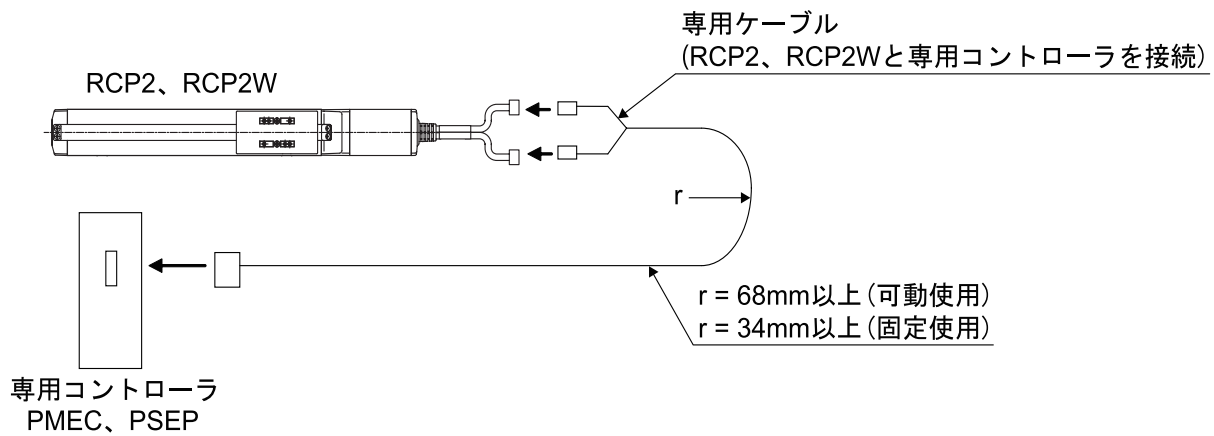 専用ケーブル
(RCP2、RCP2Wと専用コントローラを接続)
RCP2、RCP2W
r
r = 68mm以上(可動使用)
r = 34mm以上(固定使用)
専用コントローラ
PMEC、PSEP